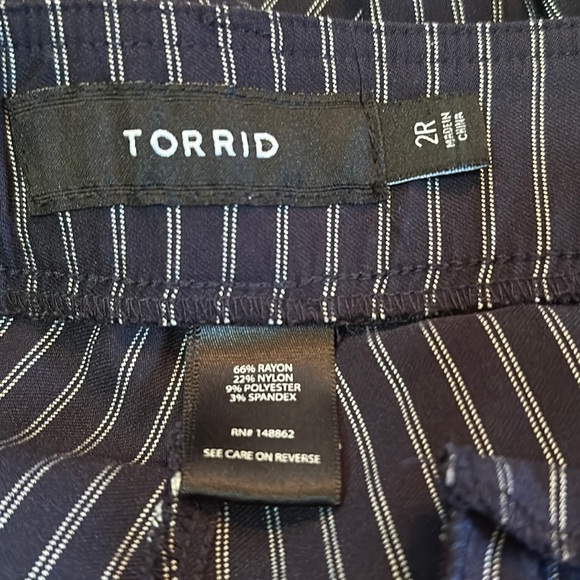 TORRID
2R
MADE IN
CHINA
66% RAYON
22% NYLON
9% POLYESTER
3% SPANDEX
RN# 148862
SEE CARE ON REVERSE